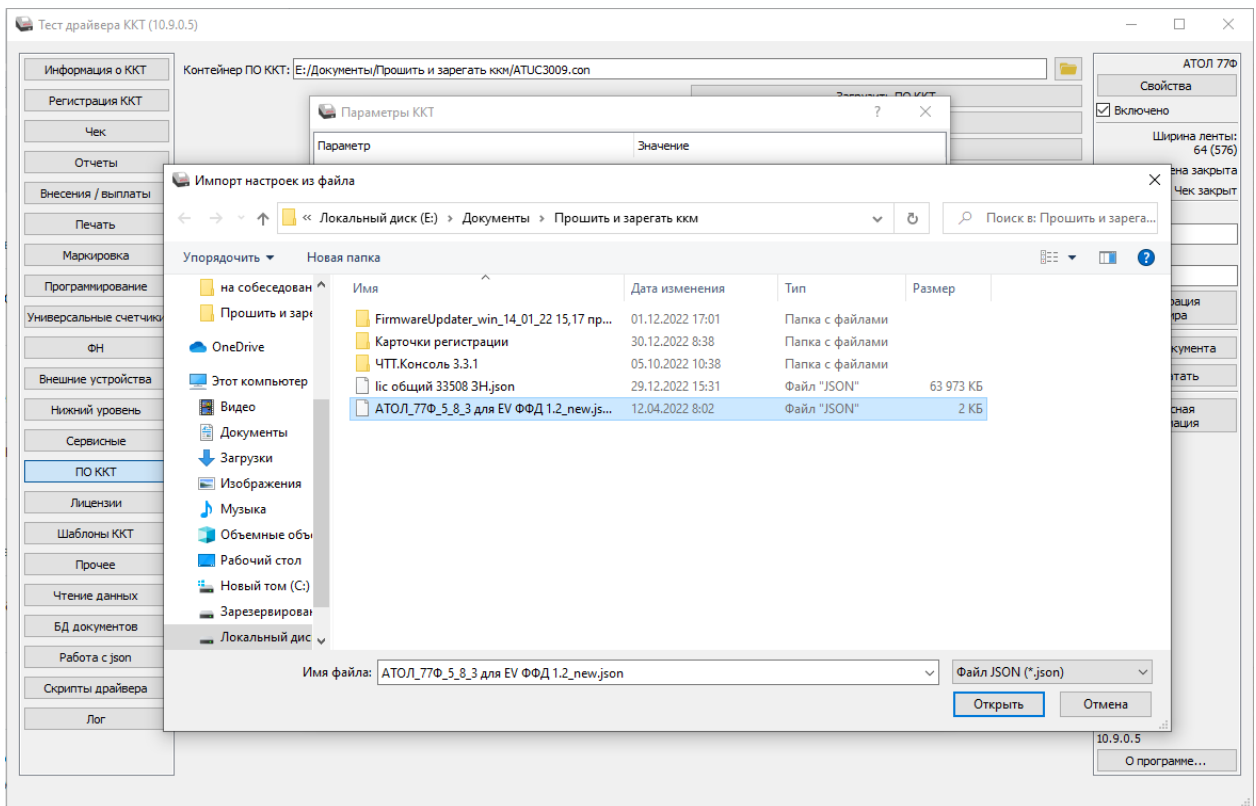 Тест драйвера ККТ (10.9.0.5)
Информация о ККТ
Регистрация ККТ
Чек
Отчеты
Внесения / выплаты
Печать
Маркировка
Программирование
Универсальные счетчики
ФН
Внешние устройства
Нижний уровень
Сервисные
ПО ККТ
Лицензии
Шаблоны ККТ
Прочее
Чтение данных
БД документов
Работа с json
Скрипты драйвера
Лог
Контейнер ПО ККТ: E:/Документы/Прошить и зарегать ккм/ATUC3009.con
Параметры ККТ
?
Параметр Значение
Импорт настроек из файла
« Локальный диск (E:) › Документы › Прошить и зарегать ккм
Поиск в: Прошить и зарега...
Упорядочить Новая папка
на собеседован
Прошить и заре
OneDrive
Этот компьютер
Видео
Документы
Загрузки
Изображения
Музыка
Объемные объ
Рабочий стол
Новый том (C:)
Зарезервирован
Локальный дис
Имя Дата изменения Тип Размер
FirmwareUpdater_win_14_01_22 15,17 пр... 01.12.2022 17:01 Папка с файлами
Карточки регистрации 30.12.2022 8:38 Папка с файлами
ЧТТ.Консоль 3.3.1 05.10.2022 10:38 Папка с файлами
lic общий 33508 ЗН.json 29.12.2022 15:31 Файл "JSON" 63 973 КБ
АТОЛ_77Ф_5_8_3 для EV ФФД 1.2_new.js... 12.04.2022 8:02 Файл "JSON" 2 КБ
Имя файла: АТОЛ_77Ф_5_8_3 для EV ФФД 1.2_new.json
Файл JSON (*.json)
Открыть Отмена
АТОЛ 77Ф
Свойства
Включено
Ширина ленты:
64 (576)
ена закрыта
Чек закрыт
рация
ира
кумента
тать
сная
ация
10.9.0.5
О программе...